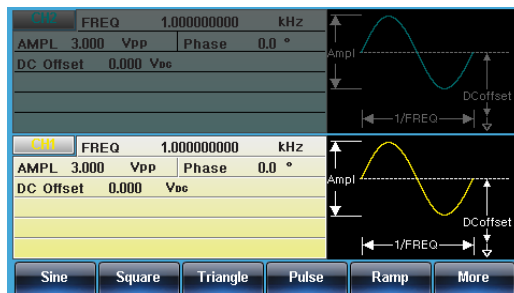 CH1 FREQ 1.000000000 kHz
AMPL 3.000 Vpp Phase 0.0 °
DC Offset 0.000 VDC
Ampl
DCoffset
1/FREQ
FREQ 1.000000000 kHz
AMPL 3.000 Vpp Phase 0.0 °
DC Offset 0.000 VDC
Ampl
DCoffset
1/FREQ
Sine Square Triangle Pulse Ramp More